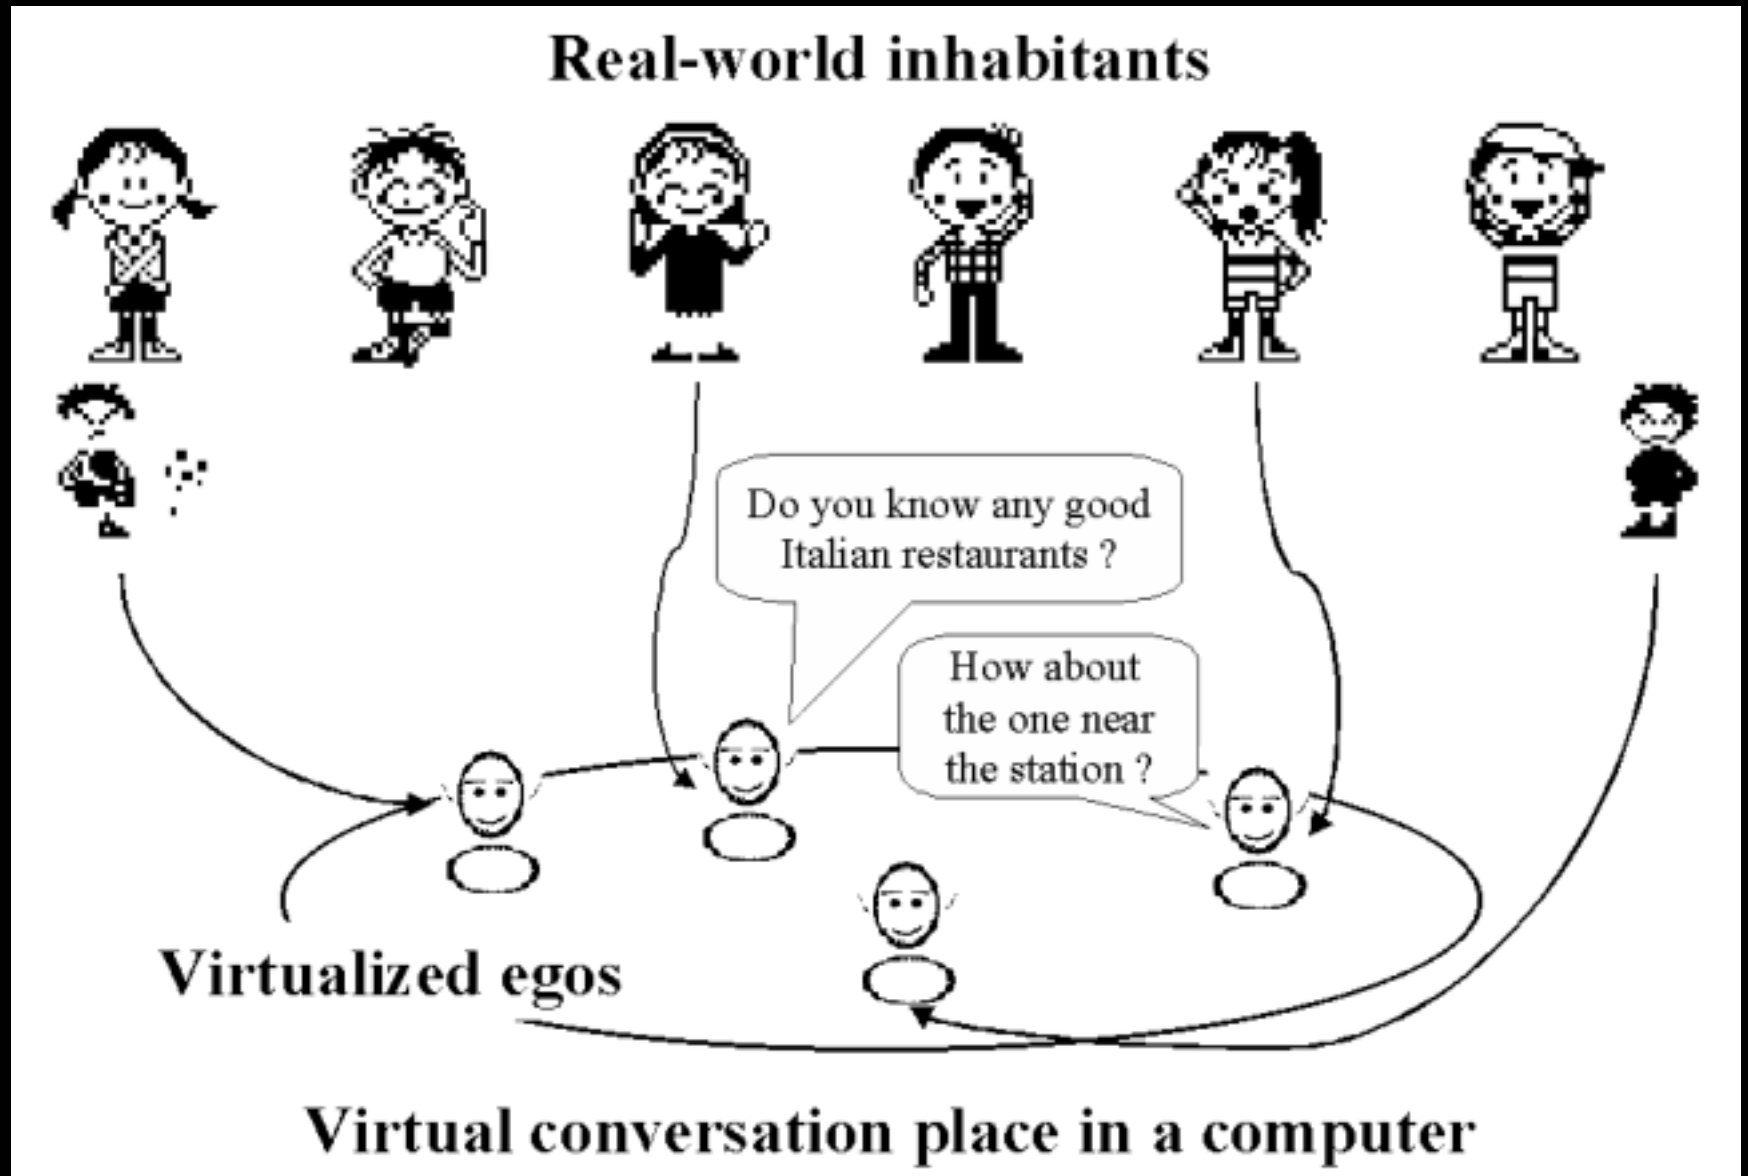 Real-world inhabitants
Do you know any good
Italian restaurants ?
How about
the one near
the station ?
Virtualized egos
Virtual conversation place in a computer